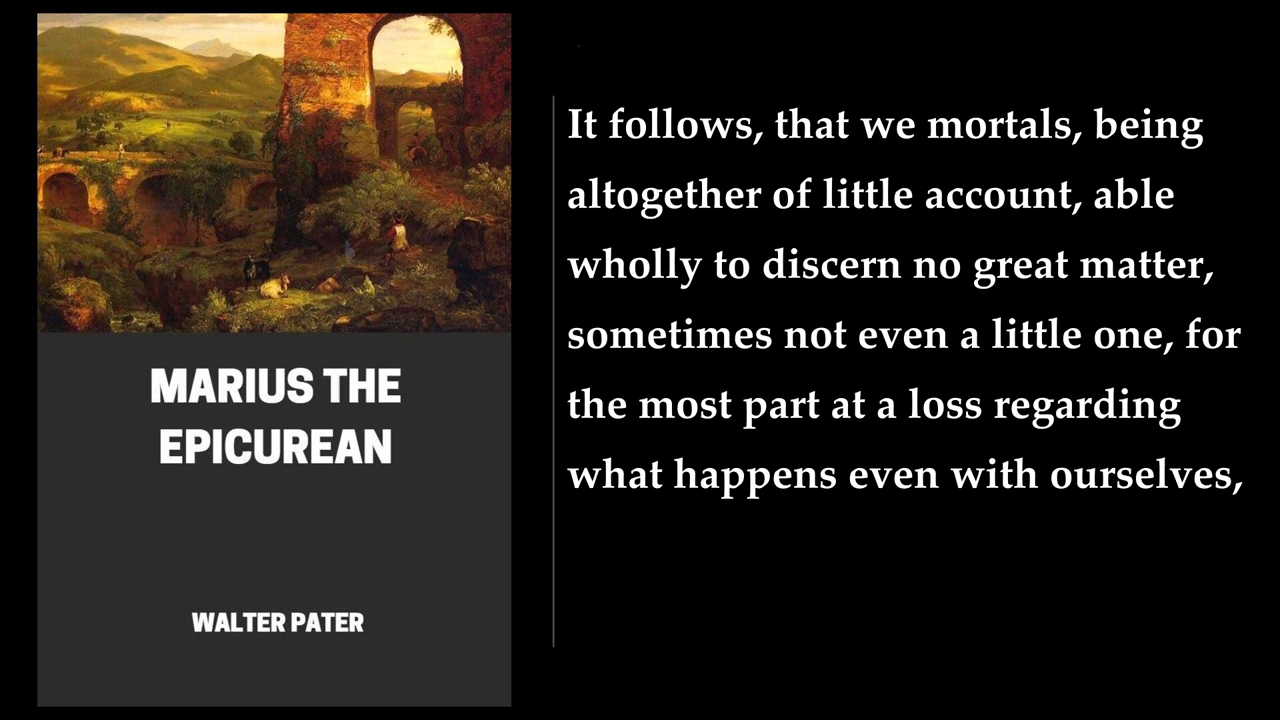 MARIUS THE
EPICUREAN
WALTER PATER
It follows, that we mortals, being
altogether of little account, able
wholly to discern no great matter,
sometimes not even a little one, for
the most part at a loss regarding
what happens even with ourselves,